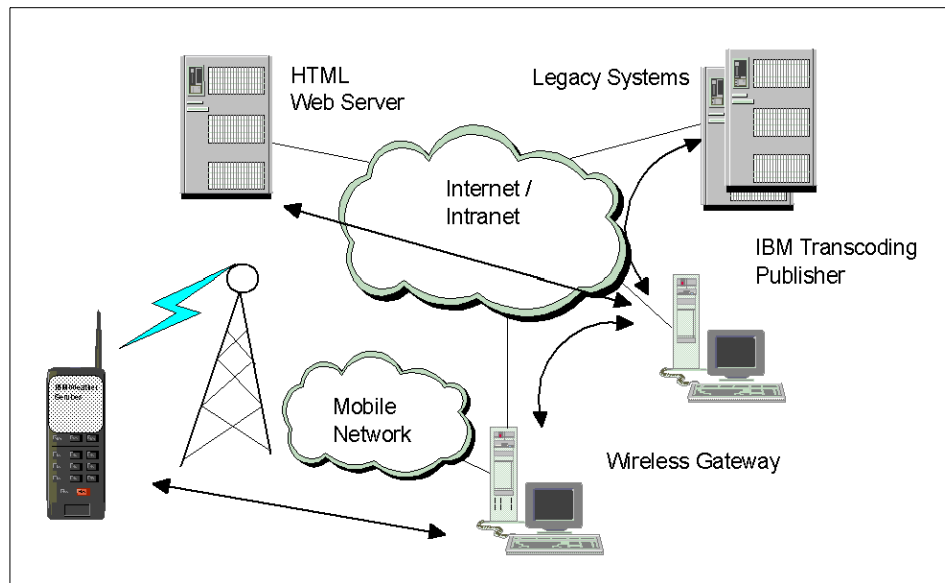 HTML
Web Server
Legacy Systems
Internet /
Intranet
IBM Transcoding
Publisher
Mobile
Network
Wireless Gateway